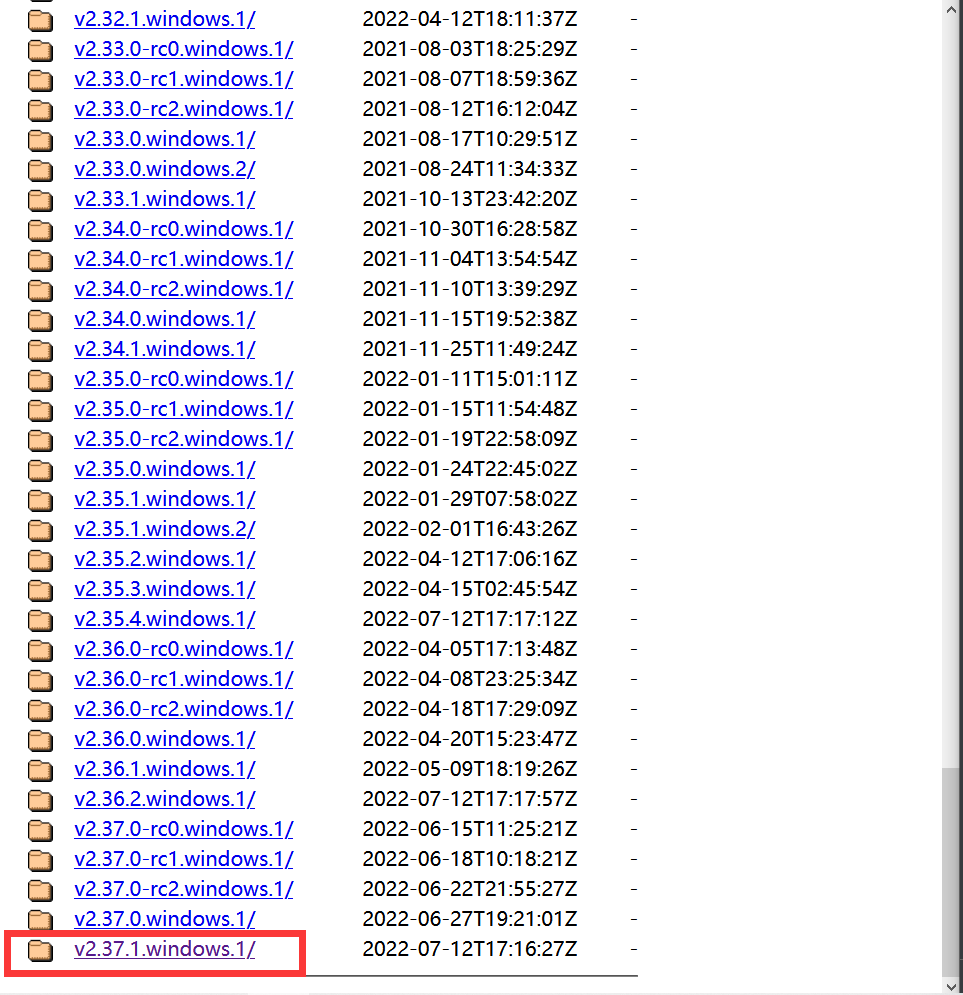 v2.32.1.windows.1/ 2022-04-12T18:11:37Z -
v2.33.0-rc0.windows.1/ 2021-08-03T18:25:29Z -
v2.33.0-rc1.windows.1/ 2021-08-07T18:59:36Z -
v2.33.0-rc2.windows.1/ 2021-08-12T16:12:04Z -
v2.33.0.windows.1/ 2021-08-17T10:29:51Z -
v2.33.0.windows.2/ 2021-08-24T11:34:33Z -
v2.33.1.windows.1/ 2021-10-13T23:42:20Z -
v2.34.0-rc0.windows.1/ 2021-10-30T16:28:58Z -
v2.34.0-rc1.windows.1/ 2021-11-04T13:54:54Z -
v2.34.0-rc2.windows.1/ 2021-11-10T13:39:29Z -
v2.34.0.windows.1/ 2021-11-15T19:52:38Z -
v2.34.1.windows.1/ 2021-11-25T11:49:24Z -
v2.35.0-rc0.windows.1/ 2022-01-11T15:01:11Z -
v2.35.0-rc1.windows.1/ 2022-01-15T11:54:48Z -
v2.35.0-rc2.windows.1/ 2022-01-19T22:58:09Z -
v2.35.0.windows.1/ 2022-01-24T22:45:02Z -
v2.35.1.windows.1/ 2022-01-29T07:58:02Z -
v2.35.1.windows.2/ 2022-02-01T16:43:26Z -
v2.35.2.windows.1/ 2022-04-12T17:06:16Z -
v2.35.3.windows.1/ 2022-04-15T02:45:54Z -
v2.35.4.windows.1/ 2022-07-12T17:17:12Z -
v2.36.0-rc0.windows.1/ 2022-04-05T17:13:48Z -
v2.36.0-rc1.windows.1/ 2022-04-08T23:25:34Z -
v2.36.0-rc2.windows.1/ 2022-04-18T17:29:09Z -
v2.36.0.windows.1/ 2022-04-20T15:23:47Z -
v2.36.1.windows.1/ 2022-05-09T18:19:26Z -
v2.36.2.windows.1/ 2022-07-12T17:17:57Z -
v2.37.0-rc0.windows.1/ 2022-06-15T11:25:21Z -
v2.37.0-rc1.windows.1/ 2022-06-18T10:18:21Z -
v2.37.0-rc2.windows.1/ 2022-06-22T21:55:27Z -
v2.37.0.windows.1/ 2022-06-27T19:21:01Z -
v2.37.1.windows.1/ 2022-07-12T17:16:27Z -